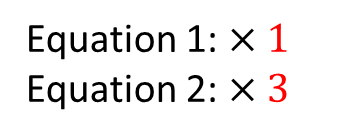 Equation 1: × 1
Equation 2: × 3